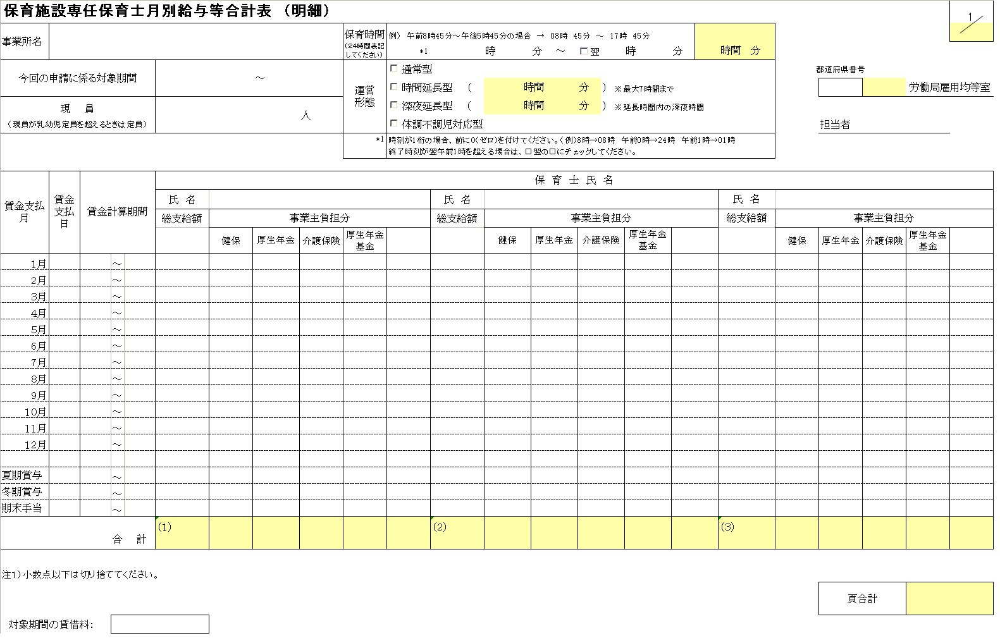 保育施設専任保育士月別給与等合計表 （明細）
1
事業所名
保育時間
（24時間表記
してください）
例） 午前8時45分～午後5時45分の場合 → 08時 45分 ～ 17時 45分
*1 時 分 ～ 翌 時 分
時間 分
今回の申請に係る対象期間 ～
現 員
（現員が乳幼児定員を超えるときは定員）
人
運営
形態
通常型
時間延長型 （ 時間 分 ） ※最大7時間まで
深夜延長型 （ 時間 分 ） ※延長時間内の深夜時間
体調不調児対応型
*1 時刻が1桁の場合、前に0（ゼロ）を付けてください。（例）8時→08時 午前0時→24時 午前1時→01時
終了時刻が翌午前1時を超える場合は、口翌の口にチェックしてください。
都道府県番号
労働局雇用均等室
担当者
賃金支払
月
賃金
支払
日
賃金計算期間
保 育 士 氏 名
氏 名 氏 名 氏 名
総支給額 事業主負担分 総支給額 事業主負担分 総支給額 事業主負担分
健保 厚生年金 介護保険 厚生年金
基金
健保 厚生年金 介護保険 厚生年金
基金
健保 厚生年金 介護保険 厚生年金
基金
1月 ～
2月 ～
3月 ～
4月 ～
5月 ～
6月 ～
7月 ～
8月 ～
9月 ～
10月 ～
11月 ～
12月 ～
夏期賞与 ～
冬期賞与 ～
期末手当 ～
合 計 (1) (2) (3)
注1）小数点以下は切り捨ててください。
頁合計
対象期間の賃借料：